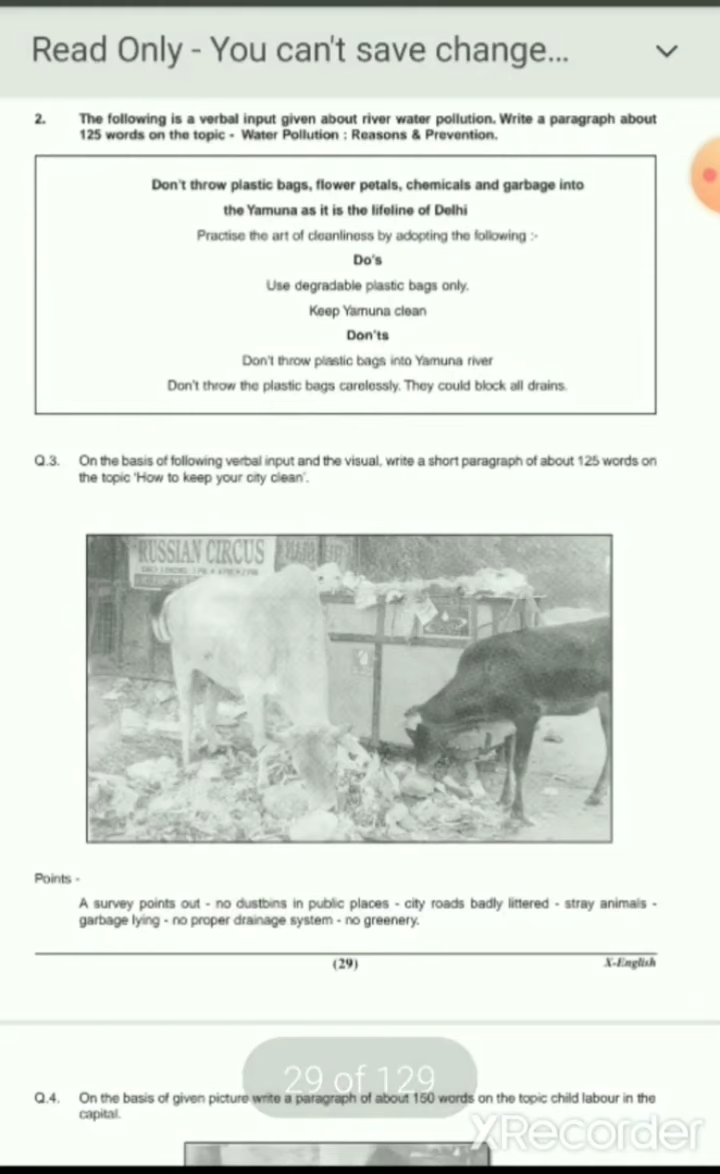 Read Only - You can't save change...
2. The following is a verbal input given about river water pollution. Write a paragraph about
125 words on the topic - Water Pollution : Reasons & Prevention.
Don't throw plastic bags, flower petals, chemicals and garbage into
the Yamuna as it is the lifeline of Delhi
Practise the art of cleanliness by adopting the following :-
Do's
Use degradable plastic bags only.
Keep Yamuna clean
Don'ts
Don't throw plastic bags into Yamuna river
Don't throw the plastic bags carelessly. They could block all drains.
Q.3. On the basis of following verbal input and the visual, write a short paragraph of about 125 words on
the topic 'How to keep your city clean'.
RUSSIAN CIRCUS
Points -
A survey points out - no dustbins in public places - city roads badly littered - stray animals -
garbage lying - no proper drainage system - no greenery.
(29) X-English
29 of 129
Q.4. On the basis of given picture write a paragraph of about 150 words on the topic child labour in the
capital.
XRecorder